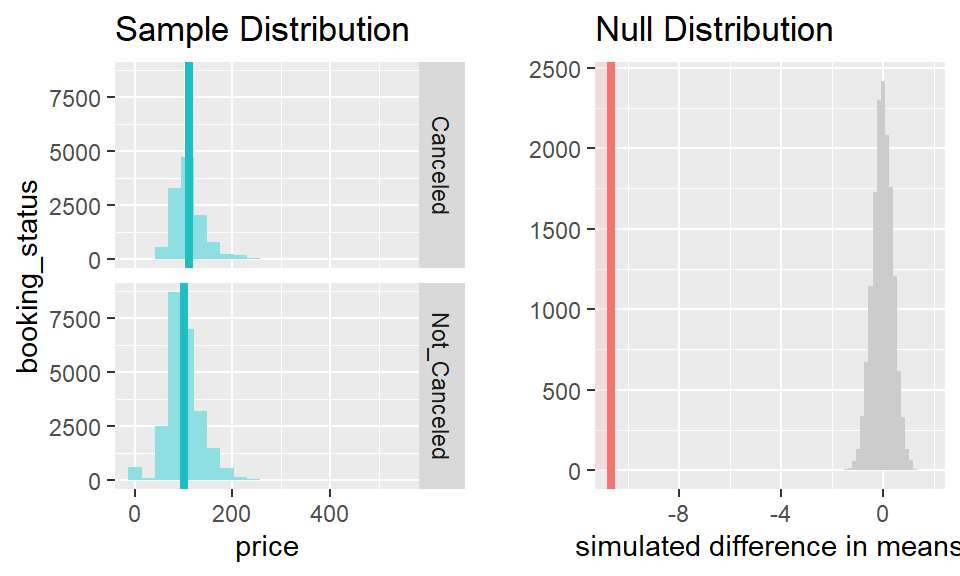 Sample Distribution
booking_status
7500
5000
2500
0
Canceled
7500
5000
2500
0
Not_Canceled
0 200 400
price
Null Distribution
2500
2000
1500
1000
500
0
-8 -4 0
simulated difference in means